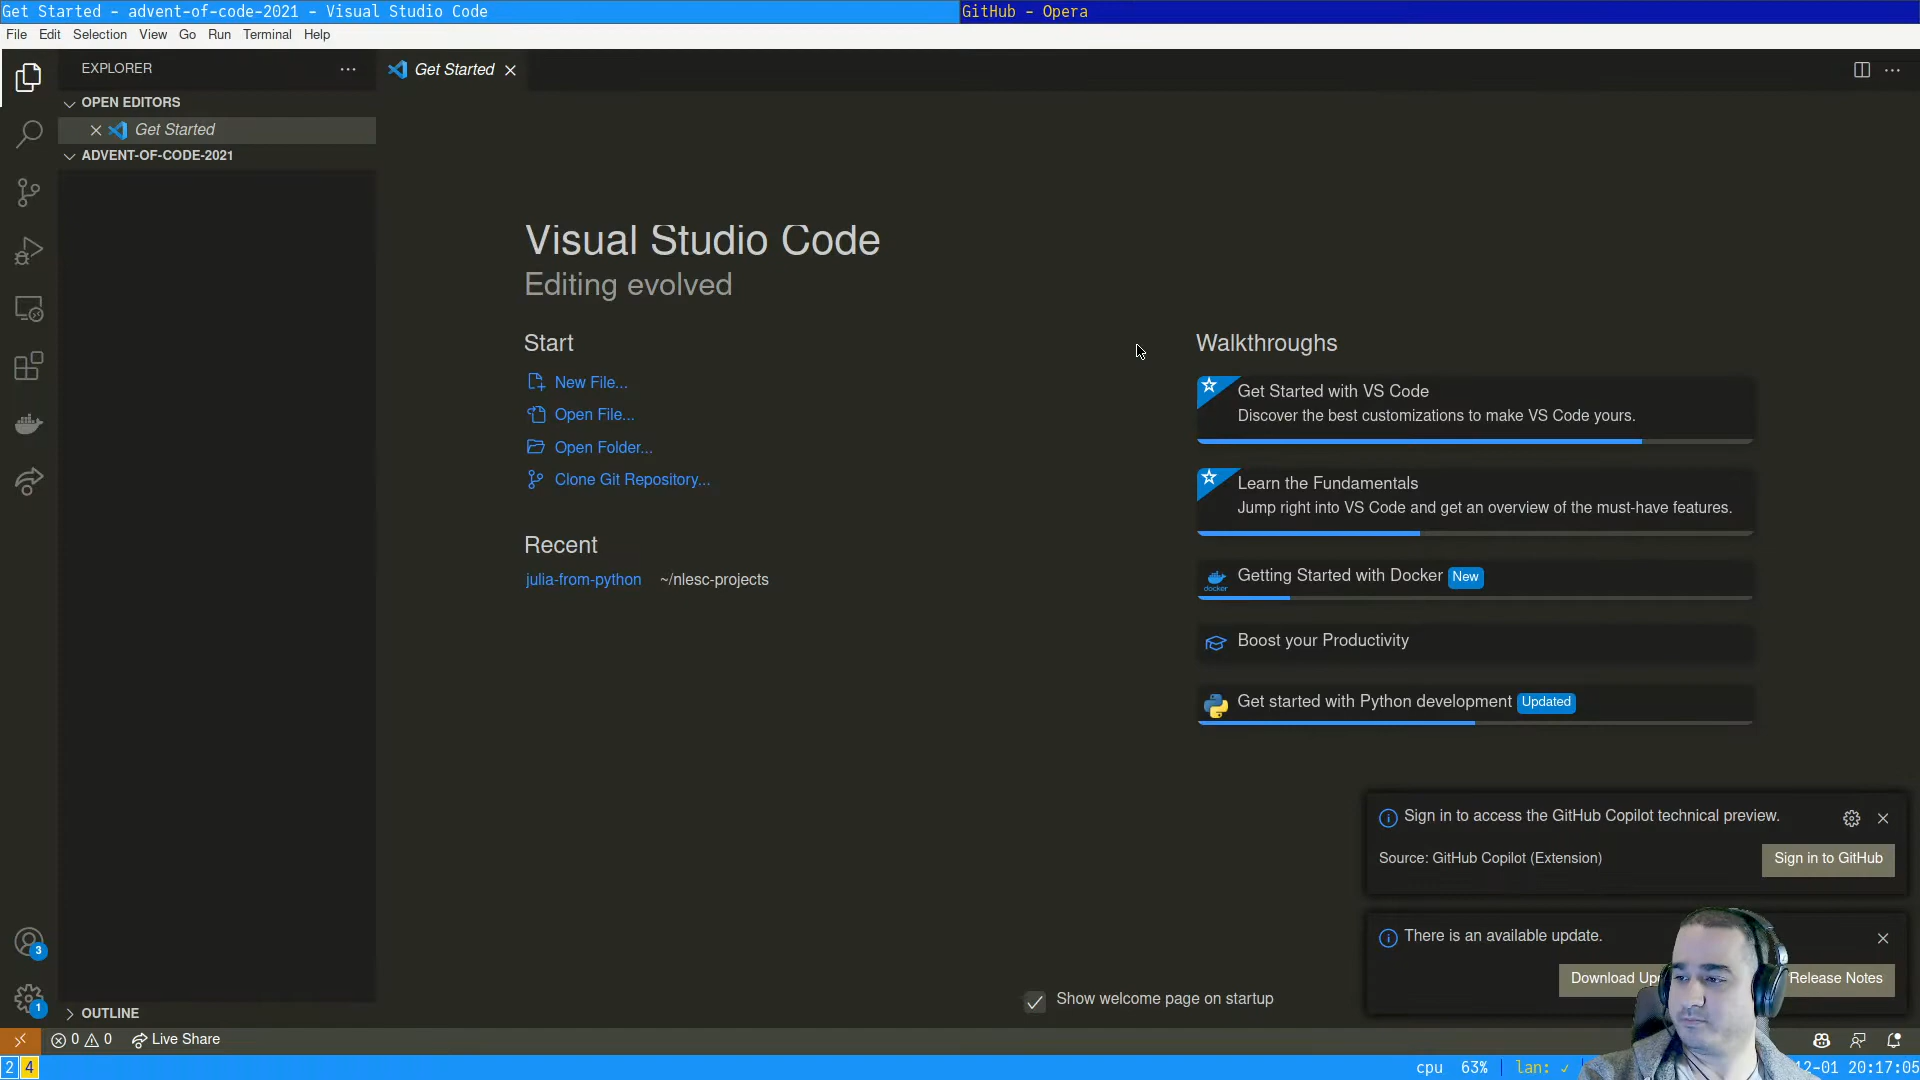 Get Started - advent-of-code-2021 - Visual Studio Code
GitHub - Opera
File Edit Selection View Go Run Terminal Help
EXPLORER
Get Started
OPEN EDITORS
Get Started
ADVENT-OF-CODE-2021
Visual Studio Code
Editing evolved
Start
New File...
Open File...
Open Folder...
Clone Git Repository...
Recent
julia-from-python ~/nlesc-projects
Walkthroughs
Get Started with VS Code
Discover the best customizations to make VS Code yours.
Learn the Fundamentals
Jump right into VS Code and get an overview of the must-have features.
docker
Getting Started with Docker New
Boost your Productivity
Get started with Python development Updated
Sign in to access the GitHub Copilot technical preview.
Source: GitHub Copilot (Extension)
Sign in to GitHub
There is an available update.
Download
Release Notes
Show welcome page on startup
3
1
OUTLINE
0 0 Live Share
2 4
cpu 63% lan: ✓
12-01 20:17:05